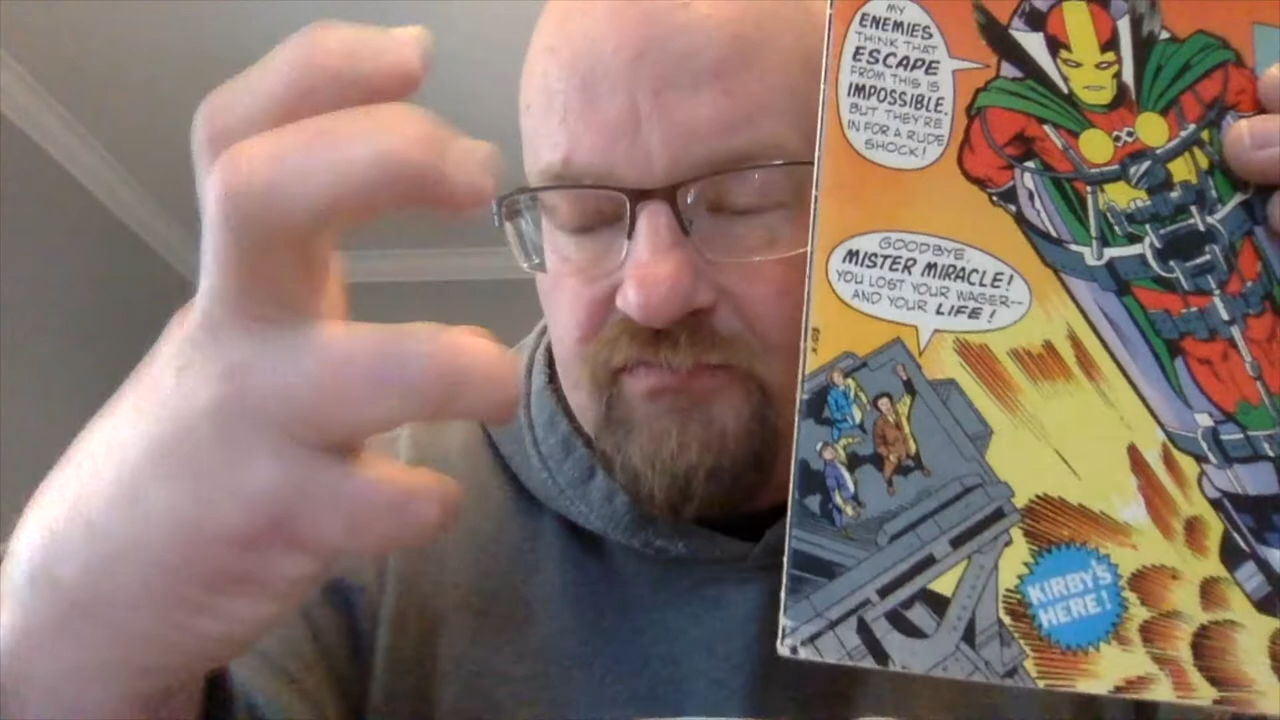 MY
ENEMIES
THINK THAT
ESCAPE
FROM THIS IS
IMPOSSIBLE.
BUT THEY'RE
IN FOR A RUDE
SHOCK!
GOODBYE,
MISTER MIRACLE!
YOU LOST YOUR WAGER--
AND YOUR LIFE!
KIRBY'S
HERE!